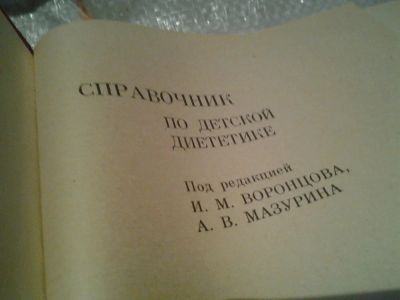 СПРАВОЧНИК
ПО ДЕТСКОЙ
ДИЕТЕТИКЕ
Под редакцией
И. М. ВОРОНЦОВА,
А. В. МАЗУРИНА